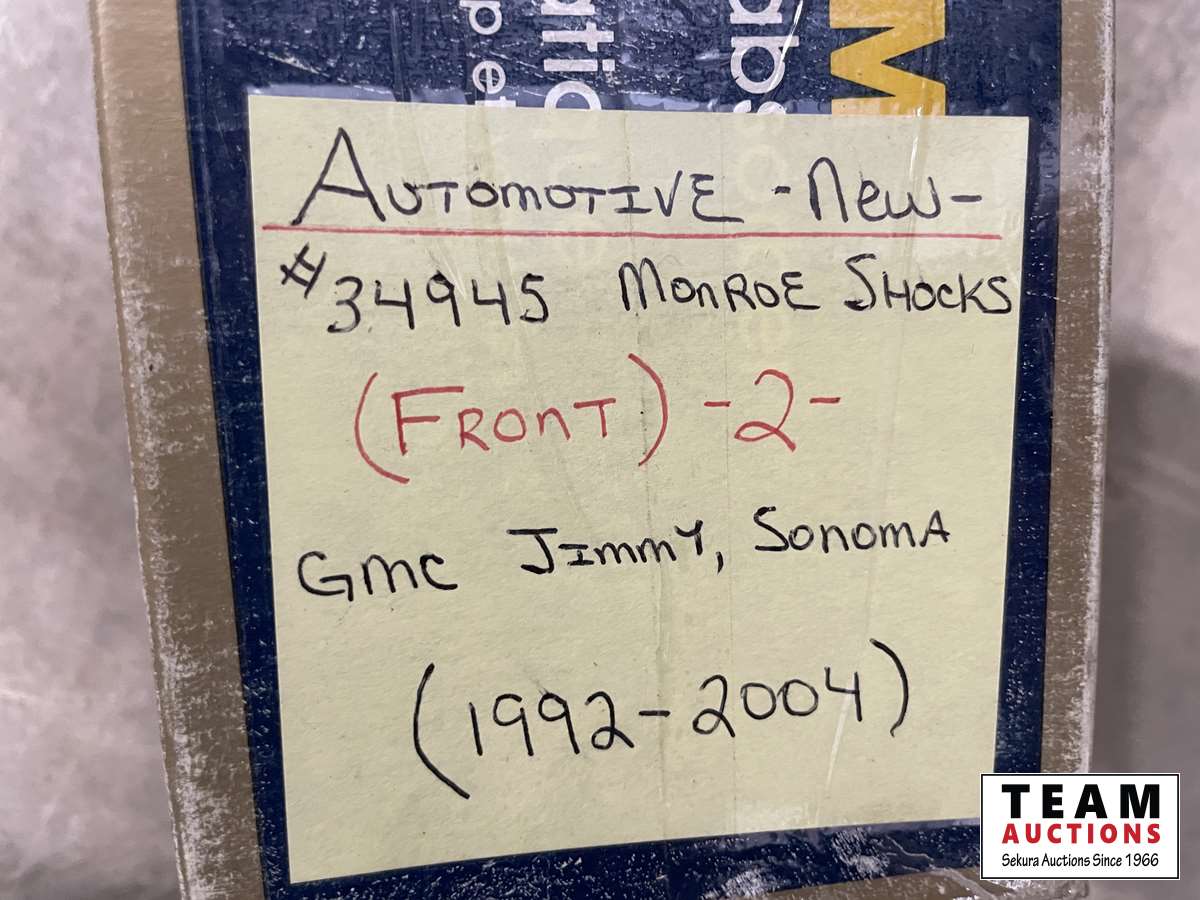 AUTOMOTIVE -New-
#34945 MONROE SHOCKS
(FRONT) -2-
GMC JIMMY, SONOMA
(1992-2004)
TEAM
AUCTIONS
Sekura Auctions Since 1966